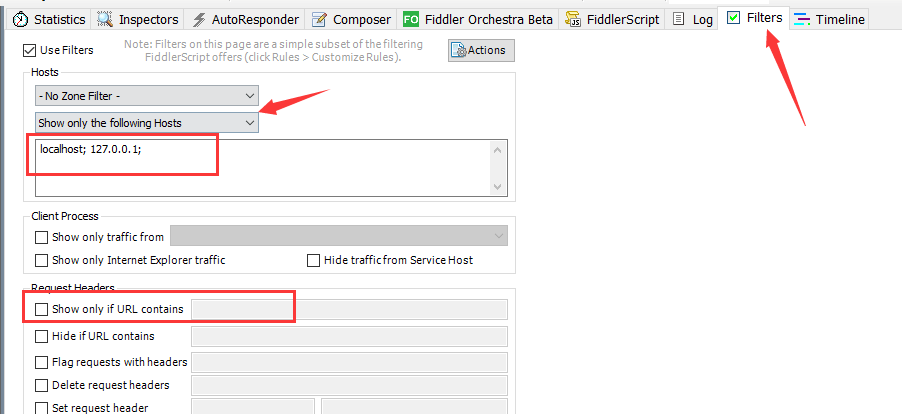 Statistics Inspectors AutoResponder Composer FO Fiddler Orchestra Beta JS FiddlerScript Log Filters Timeline
Use Filters
Note: Filters on this page are a simple subset of the filtering
FiddlerScript offers (click Rules > Customize Rules).
Actions
Hosts
- No Zone Filter -
Show only the following Hosts
localhost; 127.0.0.1;
Client Process
Show only traffic from
Show only Internet Explorer traffic
Hide traffic from Service Host
Request Headers
Show only if URL contains
Hide if URL contains
Flag requests with headers
Delete request headers
Set request header